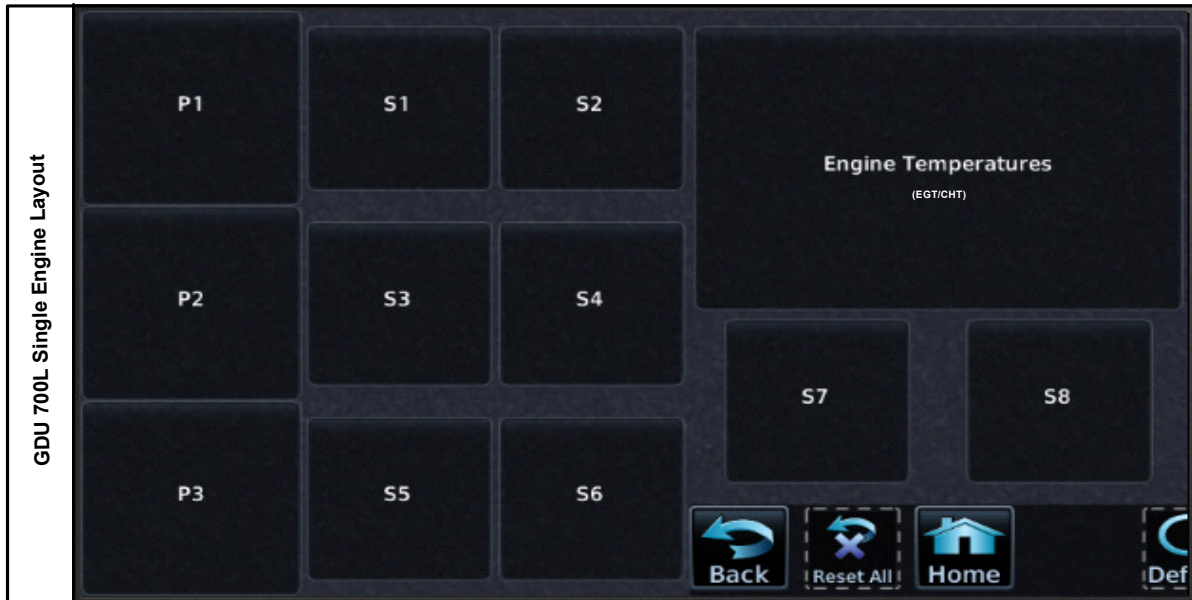 GDU 700L Single Engine Layout
P1
S1
S2
Engine Temperatures
(EGT/CHT)
P2
S3
S4
S7
S8
P3
S5
S6
Back
Reset All
Home
Def